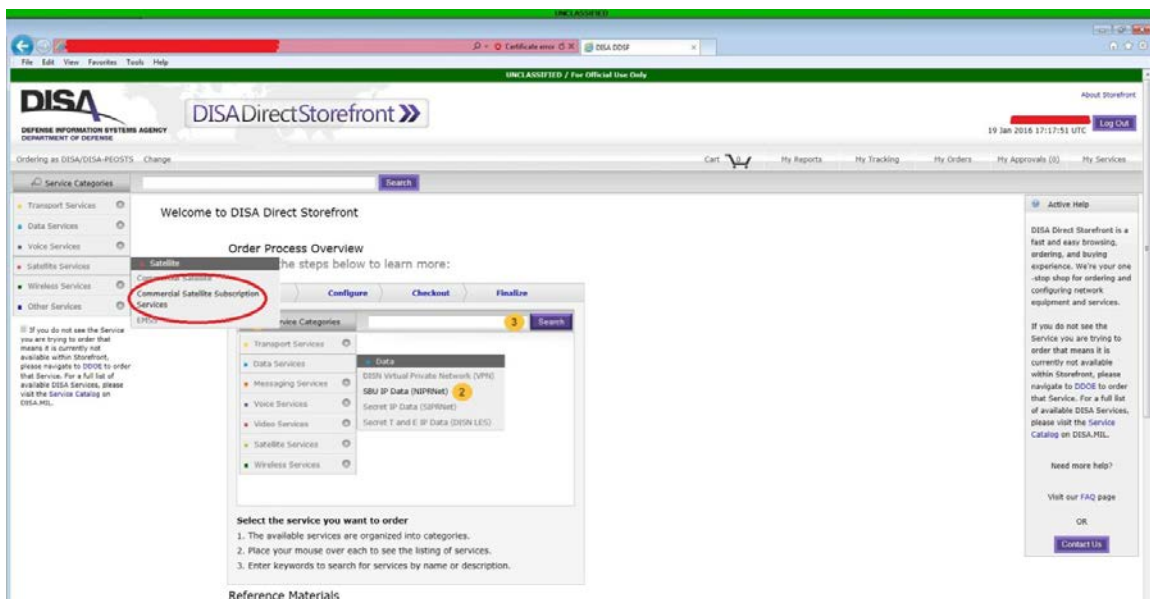 UNCLASSIFIED
Certificate error
DISA DDSF
File Edit View Favorites Tools Help
UNCLASSIFIED / For Official Use Only
About Storefront
DISA
DEFENSE INFORMATION SYSTEMS AGENCY
DEPARTMENT OF DEFENSE
DISADirectStorefront
19 Jan 2016 17:17:51 UTC
Log Out
Ordering as DISA/DISA-PEOSTS Change
Cart
My Reports
My Tracking
My Orders
My Approvals (0)
My Services
Service Categories
Search
Transport Services
Data Services
Voice Services
Satellite Services
Wireless Services
Other Services
Satellite
Commercial Satellite
Commercial Satellite Subscription
Services
EMSS
If you do not see the Service
you are trying to order that
means it is currently not
available within Storefront,
please navigate to DDOE to order
that Service. For a full list of
available DISA Services, please
visit the Service Catalog on
DISA.MIL.
Welcome to DISA Direct Storefront
Order Process Overview
the steps below to learn more:
Configure
Checkout
Finalize
Service Categories
3
Search
Transport Services
Data Services
Messaging Services
Voice Services
Video Services
Satellite Services
Wireless Services
Data
DISN Virtual Private Network (VPN)
SBU IP Data (NIPRNet) 2
Secret IP Data (SIPRNet)
Secret T and E IP Data (DISN LES)
Select the service you want to order
1. The available services are organized into categories.
2. Place your mouse over each to see the listing of services.
3. Enter keywords to search for services by name or description.
Reference Materials
Active Help
DISA Direct Storefront is a
fast and easy browsing,
ordering, and buying
experience. We're your one
-stop shop for ordering and
configuring network
equipment and services.
If you do not see the
Service you are trying to
order that means it is
currently not available
within Storefront, please
navigate to DDOE to order
that Service. For a full list
of available DISA Services,
please visit the Service
Catalog on DISA.MIL.
Need more help?
Visit our FAQ page
OR
Contact Us